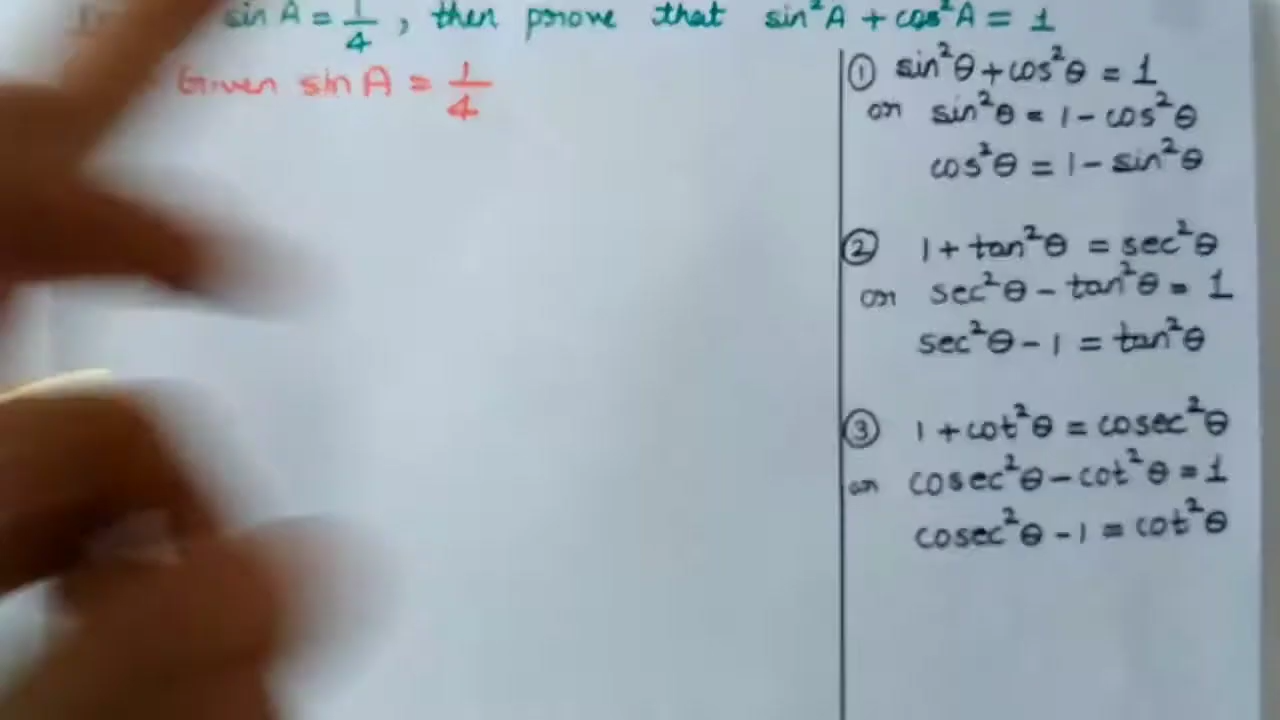 sin A = 1/4, then prove that sin²A + cos²A = 1
Given sin A = 1/4
① sin²θ + cos²θ = 1
or sin²θ = 1 - cos²θ
cos²θ = 1 - sin²θ
② 1 + tan²θ = sec²θ
or sec²θ - tan²θ = 1
sec²θ - 1 = tan²θ
③ 1 + cot²θ = cosec²θ
or cosec²θ - cot²θ = 1
cosec²θ - 1 = cot²θ